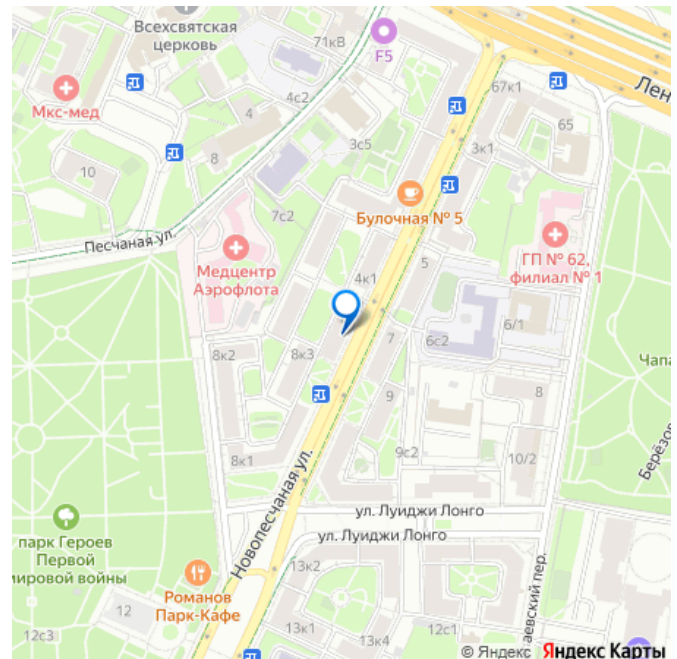 Всехсвятская
церковь
71кВ
F5
67к1
Лен
Мкс-мед
4с2
4
65
3с5
8
3к1
10
Булочная № 5
7с2
Песчаная ул.
Медцентр
Аэрофлота
ГП № 62,
филиал № 1
4к1
5
6/1
6с2
7
8к2
8к3
Чапа
9
8
8к1
9с2
10/2
Берёзов
Новопесчаная ул.
ул. Луиджи Лонго
парк Героев
Первой
мировой войны
ул. Луиджи Лонго
13к2
Романов
Парк-Кафе
аевский пер.
12
12с3
13к1
13к4
12с1
© Яндекс Яндекс Карты